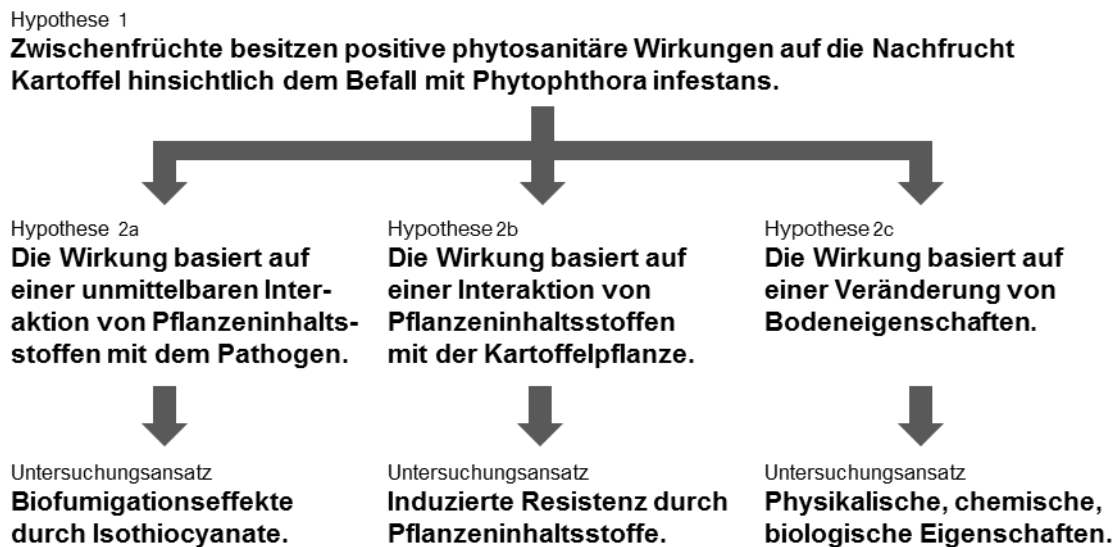 Hypothese 1
Zwischenfrüchte besitzen positive phytosanitäre Wirkungen auf die Nachfrucht
Kartoffel hinsichtlich dem Befall mit Phytophthora infestans.
Hypothese 2a
Die Wirkung basiert auf
einer unmittelbaren Inter-
aktion von Pflanzeninhalts-
stoffen mit dem Pathogen.
Hypothese 2b
Die Wirkung basiert auf
einer Interaktion von
Pflanzeninhaltsstoffen
mit der Kartoffelpflanze.
Hypothese 2c
Die Wirkung basiert auf
einer Veränderung von
Bodeneigenschaften.
Untersuchungsansatz
Biofumigationseffekte
durch Isothiocyanate.
Untersuchungsansatz
Induzierte Resistenz durch
Pflanzeninhaltsstoffe.
Untersuchungsansatz
Physikalische, chemische,
biologische Eigenschaften.